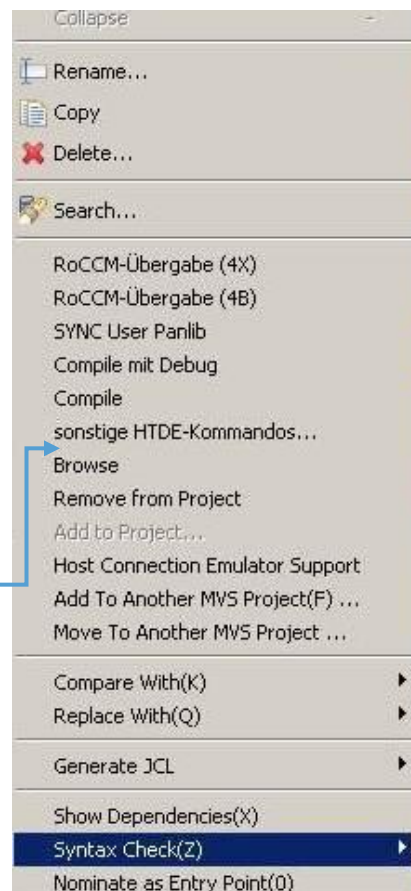 Collapse
Rename...
Copy
Delete...
Search...
RoCCM-Übergabe (4X)
RoCCM-Übergabe (4B)
SYNC User Panlib
Compile mit Debug
Compile
sonstige HTDE-Kommandos...
Browse
Remove from Project
Add to Project...
Host Connection Emulator Support
Add To Another MVS Project(F) ...
Move To Another MVS Project ...
Compare With(K)
Replace With(Q)
Generate JCL
Show Dependencies(X)
Syntax Check(Z)
Nominate as Entry Point(0)